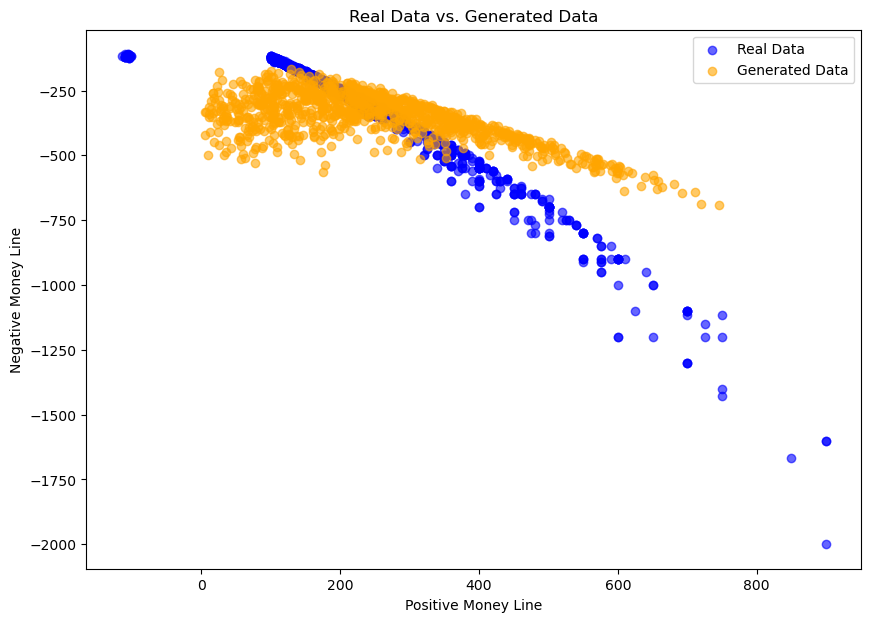 Real Data vs. Generated Data
Real Data
Generated Data
−250
−500
−750
−1000
−1250
−1500
−1750
−2000
Negative Money Line
0
200
400
600
800
Positive Money Line